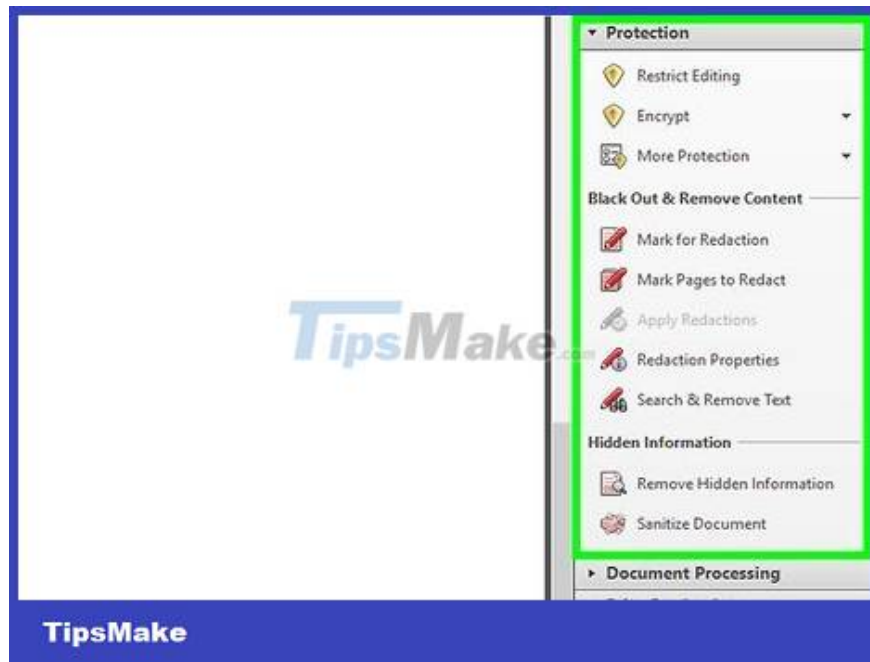 Protection
Restrict Editing
Encrypt
More Protection
Black Out & Remove Content
Mark for Redaction
Mark Pages to Redact
Apply Redactions
Redaction Properties
Search & Remove Text
Hidden Information
Remove Hidden Information
Sanitize Document
Document Processing
TipsMake.com
TipsMake